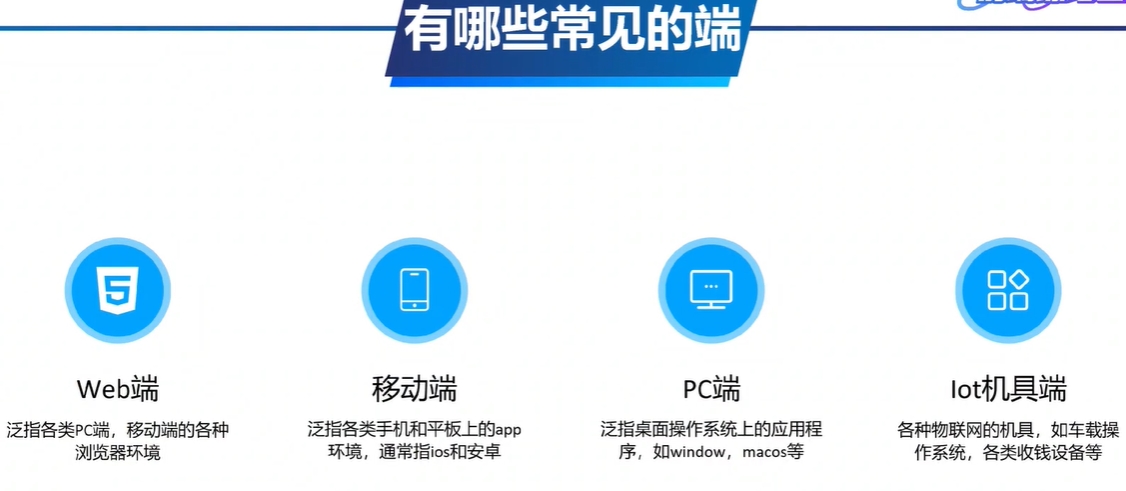 有哪些常见的端
Web端
泛指各类PC端，移动端的各种
浏览器环境
移动端
泛指各类手机和平板上的app
环境，通常指ios和安卓
PC端
泛指桌面操作系统上的应用程
序，如window，macos等
Iot机具端
各种物联网的机具，如车载操
作系统，各类收钱设备等